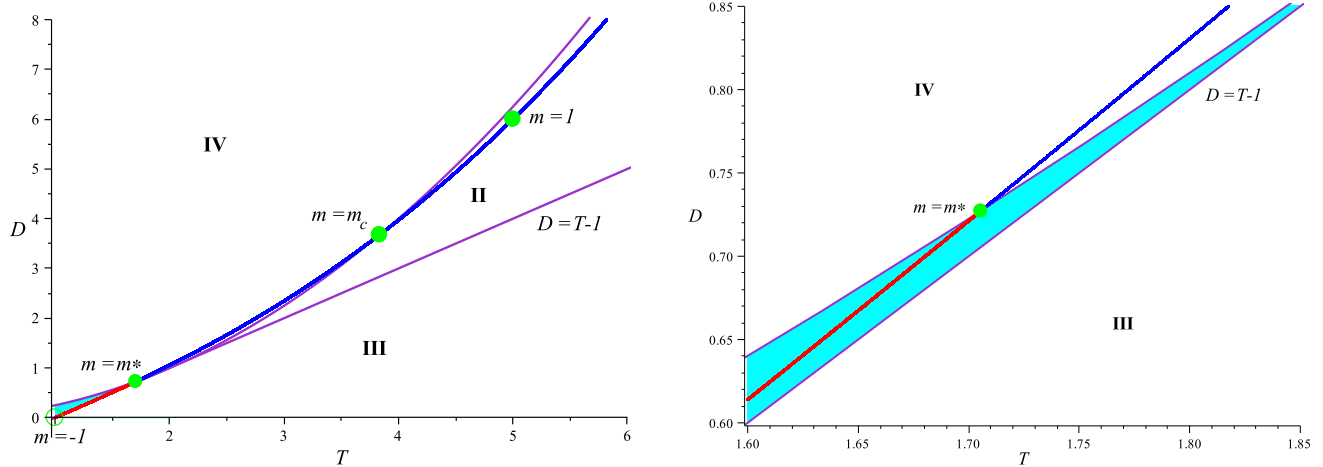 8
7
6
5
4
3
2
1
0
D
IV
m = 1
II
m = m_c
D = T-1
III
m = m*
m = -1
2
3
4
5
6
T
0.85
0.80
0.75
0.70
0.65
0.60
D
IV
D = T-1
m = m*
III
1.60
1.65
1.70
1.75
1.80
1.85
T